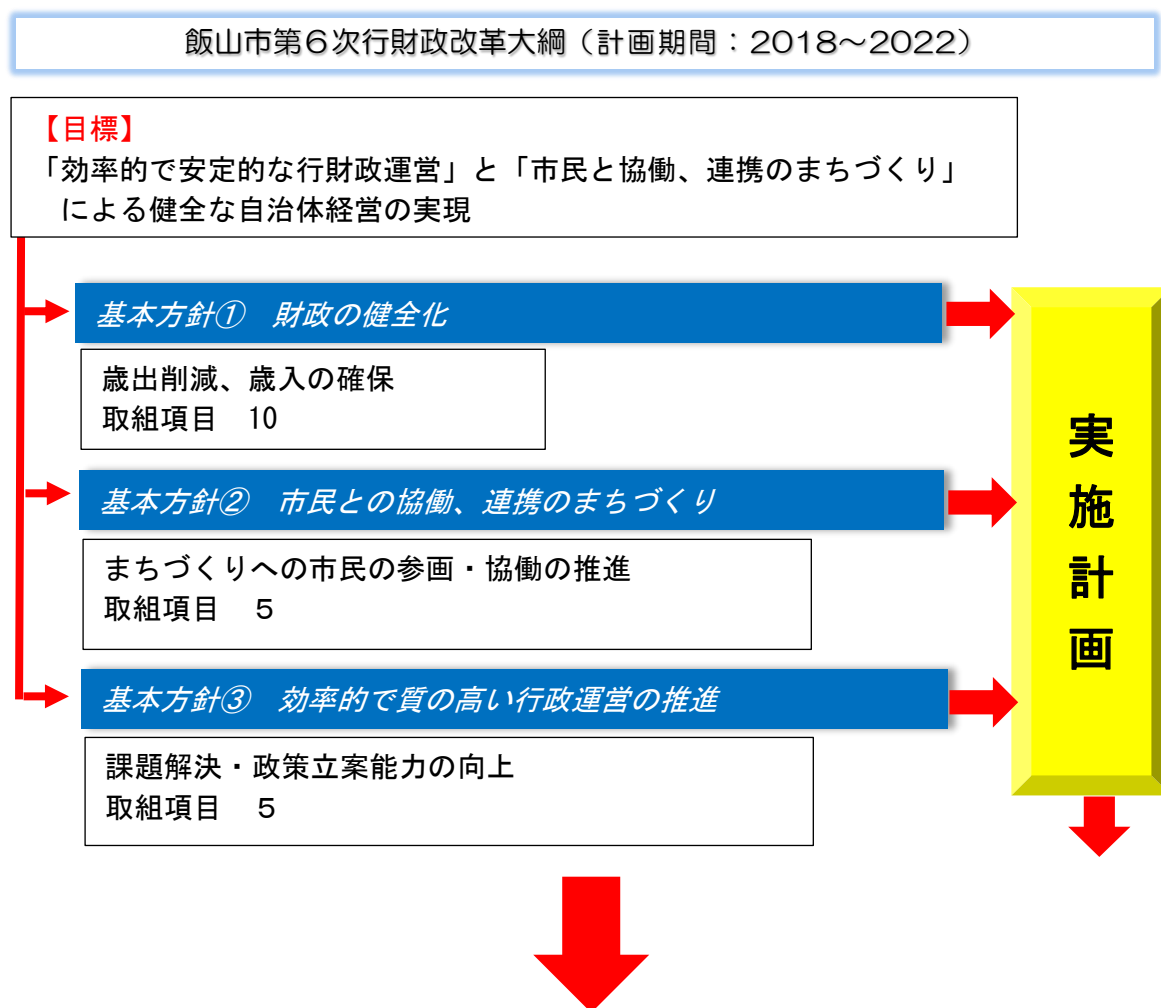 飯山市第６次行財政改革大綱（計画期間：２０１８～２０２２）
【目標】
「効率的で安定的な行財政運営」と「市民と協働、連携のまちづくり」
による健全な自治体経営の実現
基本方針①　財政の健全化
歳出削減、歳入の確保
取組項目　10
基本方針②　市民との協働、連携のまちづくり
まちづくりへの市民の参画・協働の推進
取組項目　５
基本方針③　効率的で質の高い行政運営の推進
課題解決・政策立案能力の向上
取組項目　５
実施計画